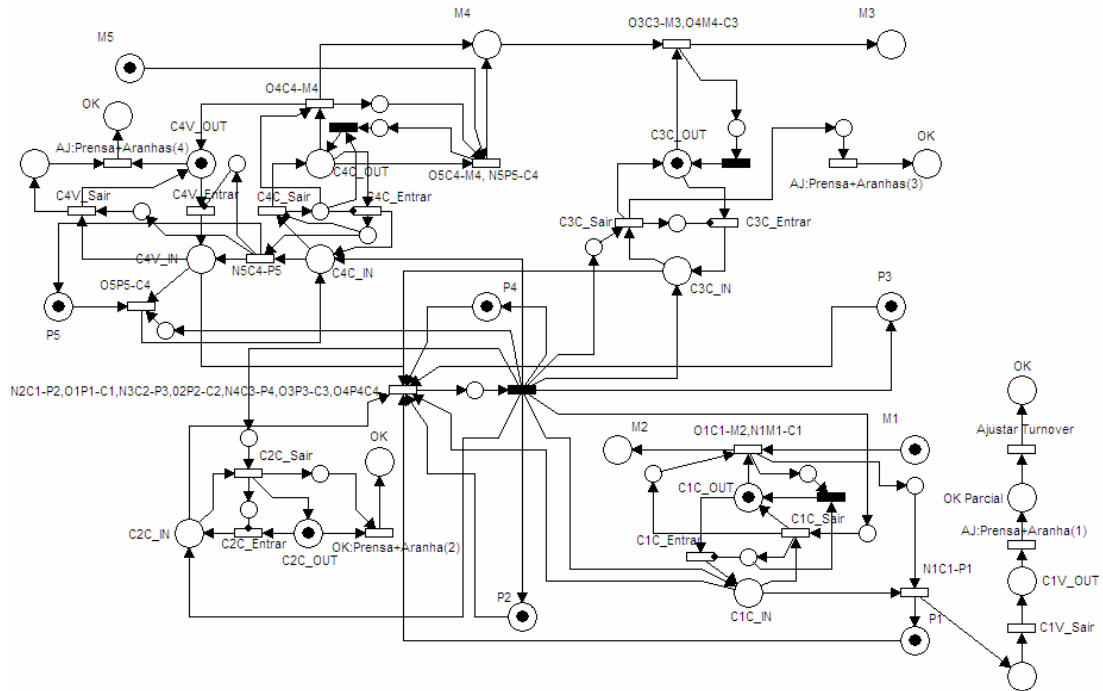 M4
O3C3-M3,O4M4-C3
M3
M5
O4C4-M4
OK
C4V_OUT
AJ:Prensa+Aranhas(4)
C3C_OUT
OK
C4C_OUT
O5C4-M4, N5P5-C4
AJ:Prensa+Aranhas(3)
C4V_Sair
C4V_Entrar
C4C_Sair
C4C_Entrar
C3C_Sair
C3C_Entrar
C4V_IN
N5C4-P5
C4C_IN
C3C_IN
O5P5-C4
P4
P3
P5
OK
N2C1-P2,O1P1-C1,N3C2-P3,02P2-C2,N4C3-P4,O3P3-C3,O4P4C4
M2
O1C1-M2,N1M1-C1
M1
Ajustar Turnover
OK
C2C_Sair
C1C_OUT
OK Parcial
C1C_Sair
AJ:Prensa+Aranha(1)
C2C_IN
C2C_Entrar
C2C_OUT
OK:Prensa+Aranha(2)
C1C_Entrar
N1C1-P1
C1V_OUT
P2
C1C_IN
P1
C1V_Sair